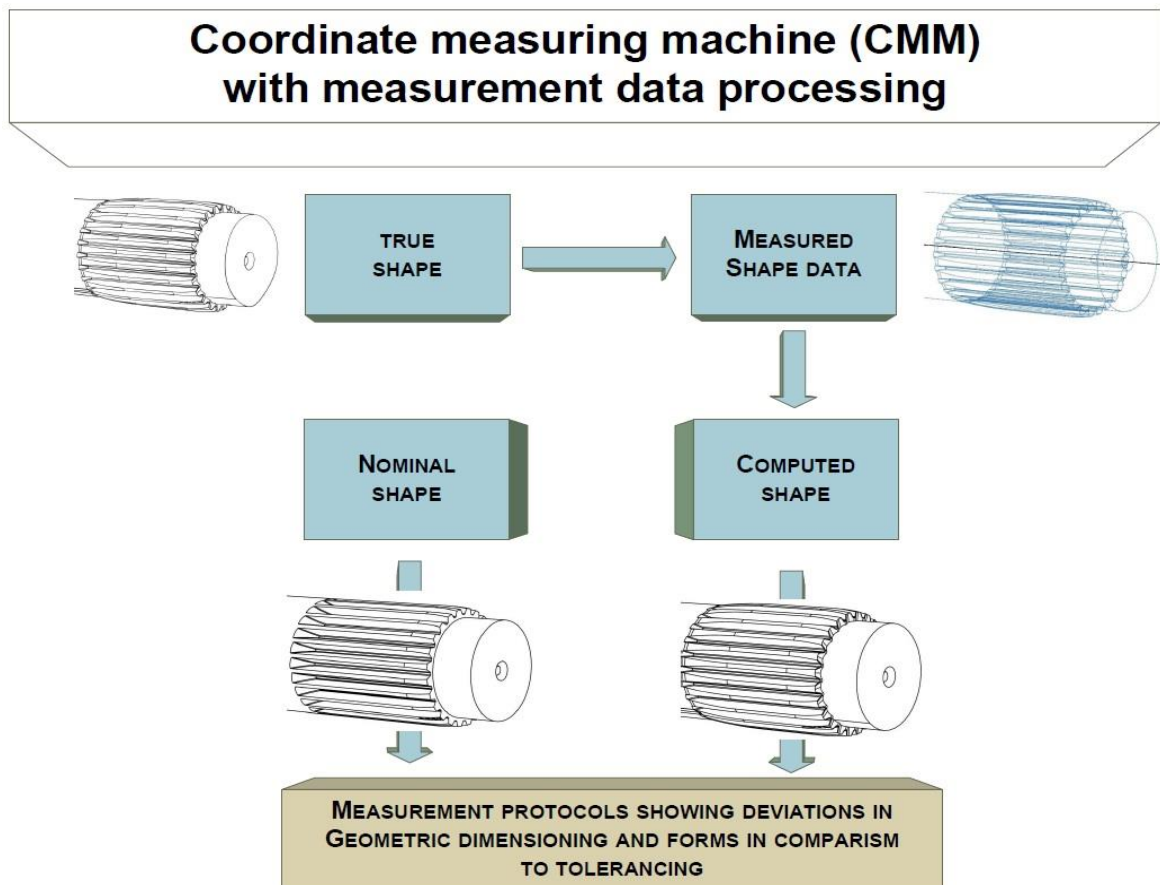 Coordinate measuring machine (CMM)
with measurement data processing
TRUE
SHAPE
MEASURED
SHAPE DATA
NOMINAL
SHAPE
COMPUTED
SHAPE
MEASUREMENT PROTOCOLS SHOWING DEVIATIONS IN
GEOMETRIC DIMENSIONING AND FORMS IN COMPARISM
TO TOLERANCING